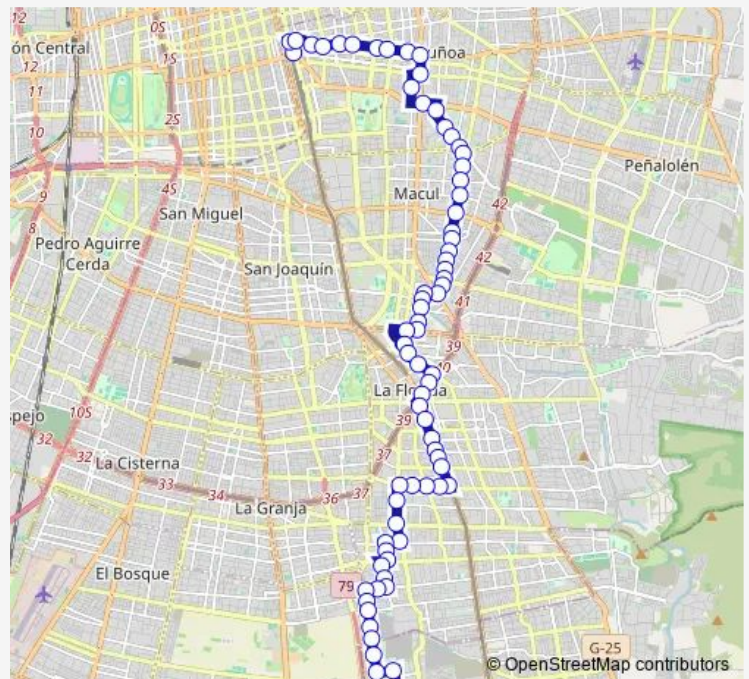 12
0S
ón Central
1S
uñoa
12
11
2S
10
Peñalolén
9
4S
Macul
8
San Miguel
42
Pedro Aguirre
Cerda
42
San Joaquín
41
39
40
La Florida
39
10S
pejo
32
37
32
La Cisterna
33
34
36
37
La Granja
El Bosque
79
G-25
© OpenStreetMap contributors